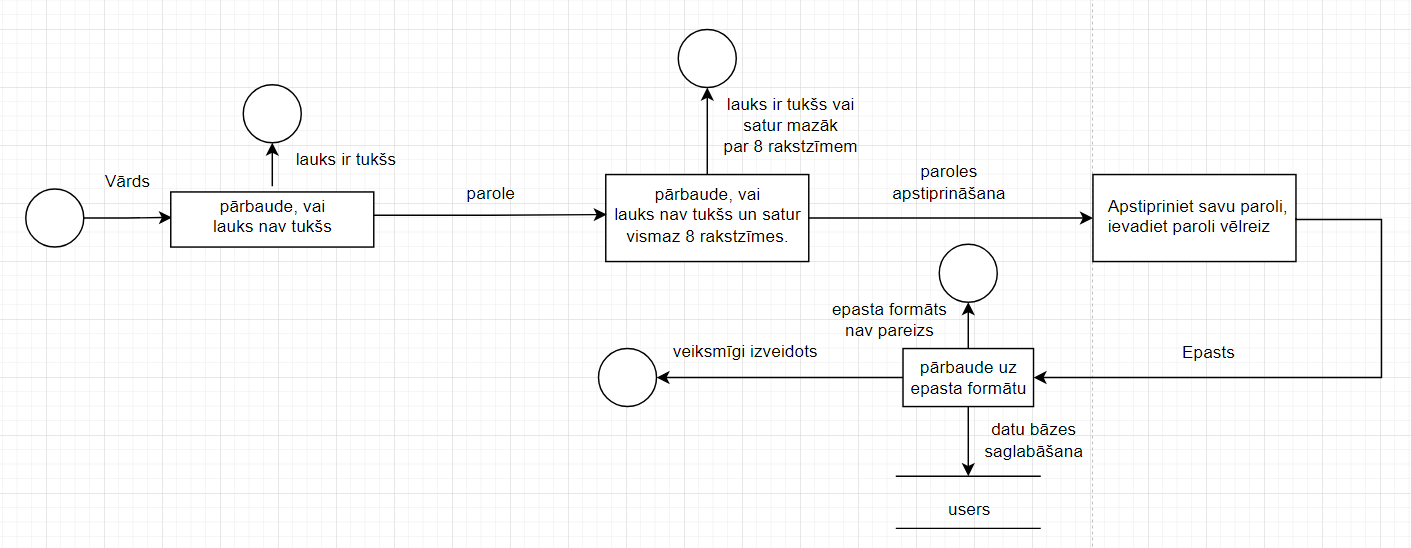 Vārds
lauks ir tukšs
pārbaude, vai
lauks nav tukšs
parole
lauks ir tukšs vai
satur mazāk
par 8 rakstzīmem
pārbaude, vai
lauks nav tukšs un satur
vismaz 8 rakstzīmes.
paroles
apstiprināšana
Apstipriniet savu paroli,
ievadiet paroli vēlreiz
Epasts
epasta formāts
nav pareizs
pārbaude uz
epasta formātu
veiksmīgi izveidots
datu bāzes
saglabāšana
users